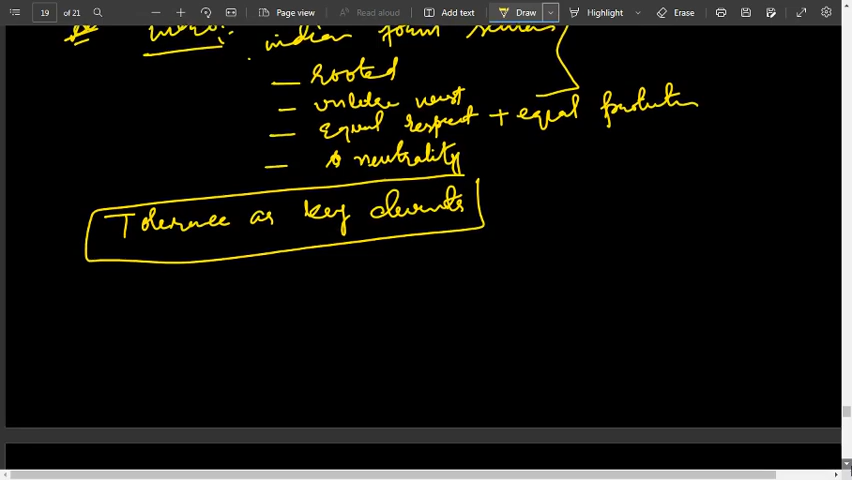 19 of 21 Page view Read aloud Add text Draw Highlight Erase
indian form
rooted
unlike west
equal respect + equal
neutrality
Tolerance as key elements